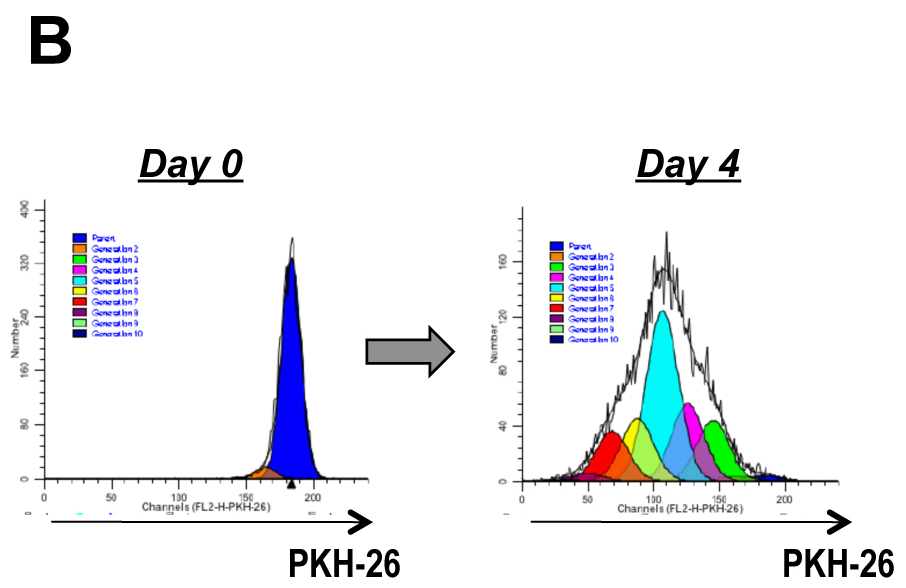 B
Day 0
Day 4
Number
400
320
240
160
80
0
Parent
Generation 2
Generation 3
Generation 4
Generation 5
Generation 6
Generation 7
Generation 8
Generation 9
Generation 10
0 50 100 150 200
Channels (FL2-H-PKH-26)
PKH-26
Number
160
120
80
40
0
Parent
Generation 2
Generation 3
Generation 4
Generation 5
Generation 6
Generation 7
Generation 8
Generation 9
Generation 10
0 50 100 150 200
Channels (FL2-H-PKH-26)
PKH-26